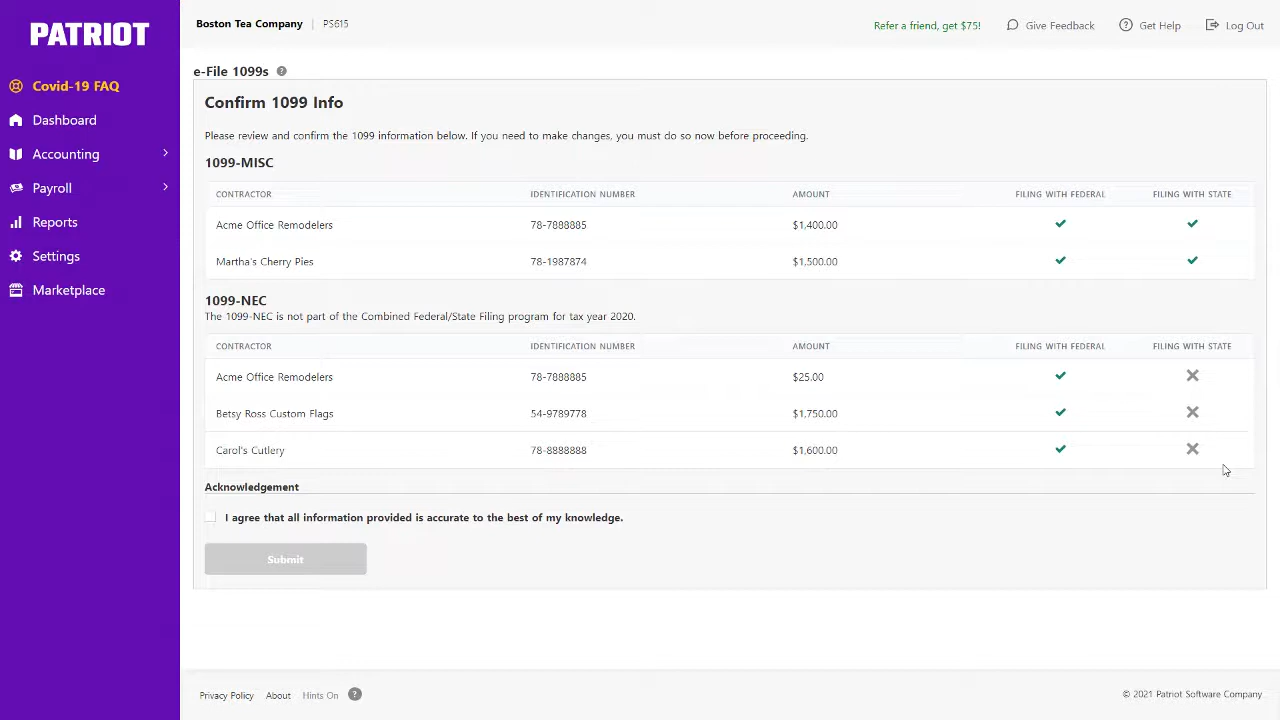 PATRIOT
Boston Tea Company | PS615
Refer a friend, get $75!
Give Feedback
Get Help
Log Out
Covid-19 FAQ
Dashboard
Accounting
Payroll
Reports
Settings
Marketplace
e-File 1099s
Confirm 1099 Info
Please review and confirm the 1099 information below. If you need to make changes, you must do so now before proceeding.
1099-MISC
CONTRACTOR IDENTIFICATION NUMBER AMOUNT FILING WITH FEDERAL FILING WITH STATE
Acme Office Remodelers 78-7888885 $1,400.00
Martha's Cherry Pies 78-1987874 $1,500.00
1099-NEC
The 1099-NEC is not part of the Combined Federal/State Filing program for tax year 2020.
CONTRACTOR IDENTIFICATION NUMBER AMOUNT FILING WITH FEDERAL FILING WITH STATE
Acme Office Remodelers 78-7888885 $25.00
Betsy Ross Custom Flags 54-9789778 $1,750.00
Carol's Cutlery 78-8888888 $1,600.00
Acknowledgement
I agree that all information provided is accurate to the best of my knowledge.
Submit
Privacy Policy About Hints On ?
© 2021 Patriot Software Company